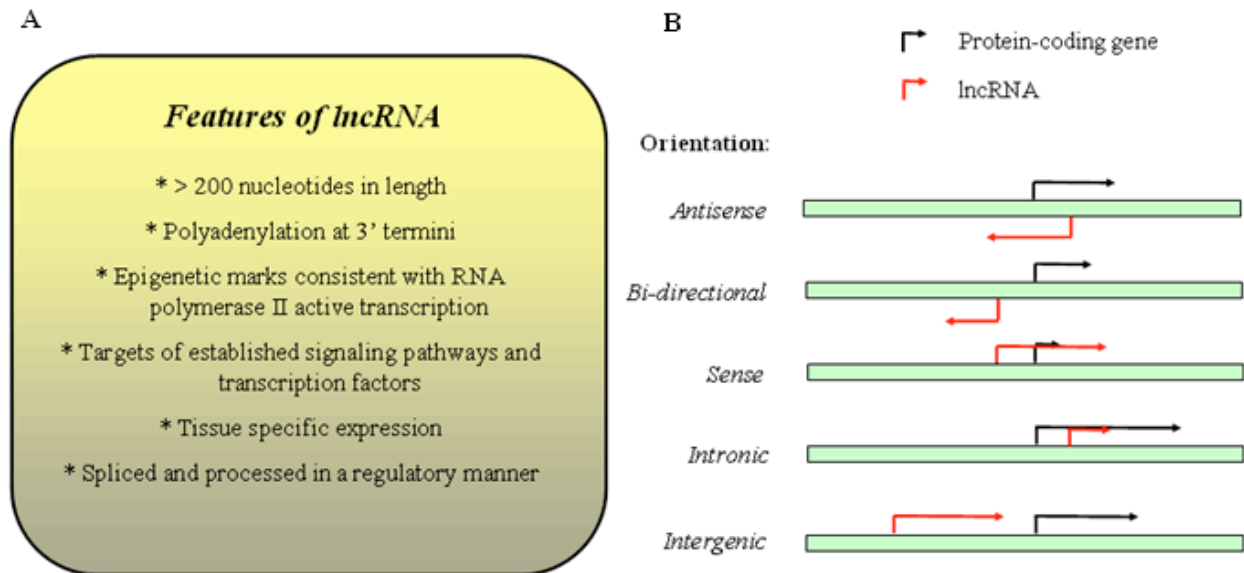 A
Features of lncRNA
* > 200 nucleotides in length
* Polyadenylation at 3’ termini
* Epigenetic marks consistent with RNA
polymerase II active transcription
* Targets of established signaling pathways and
transcription factors
* Tissue specific expression
* Spliced and processed in a regulatory manner
B
Protein-coding gene
lncRNA
Orientation:
Antisense
Bi-directional
Sense
Intronic
Intergenic